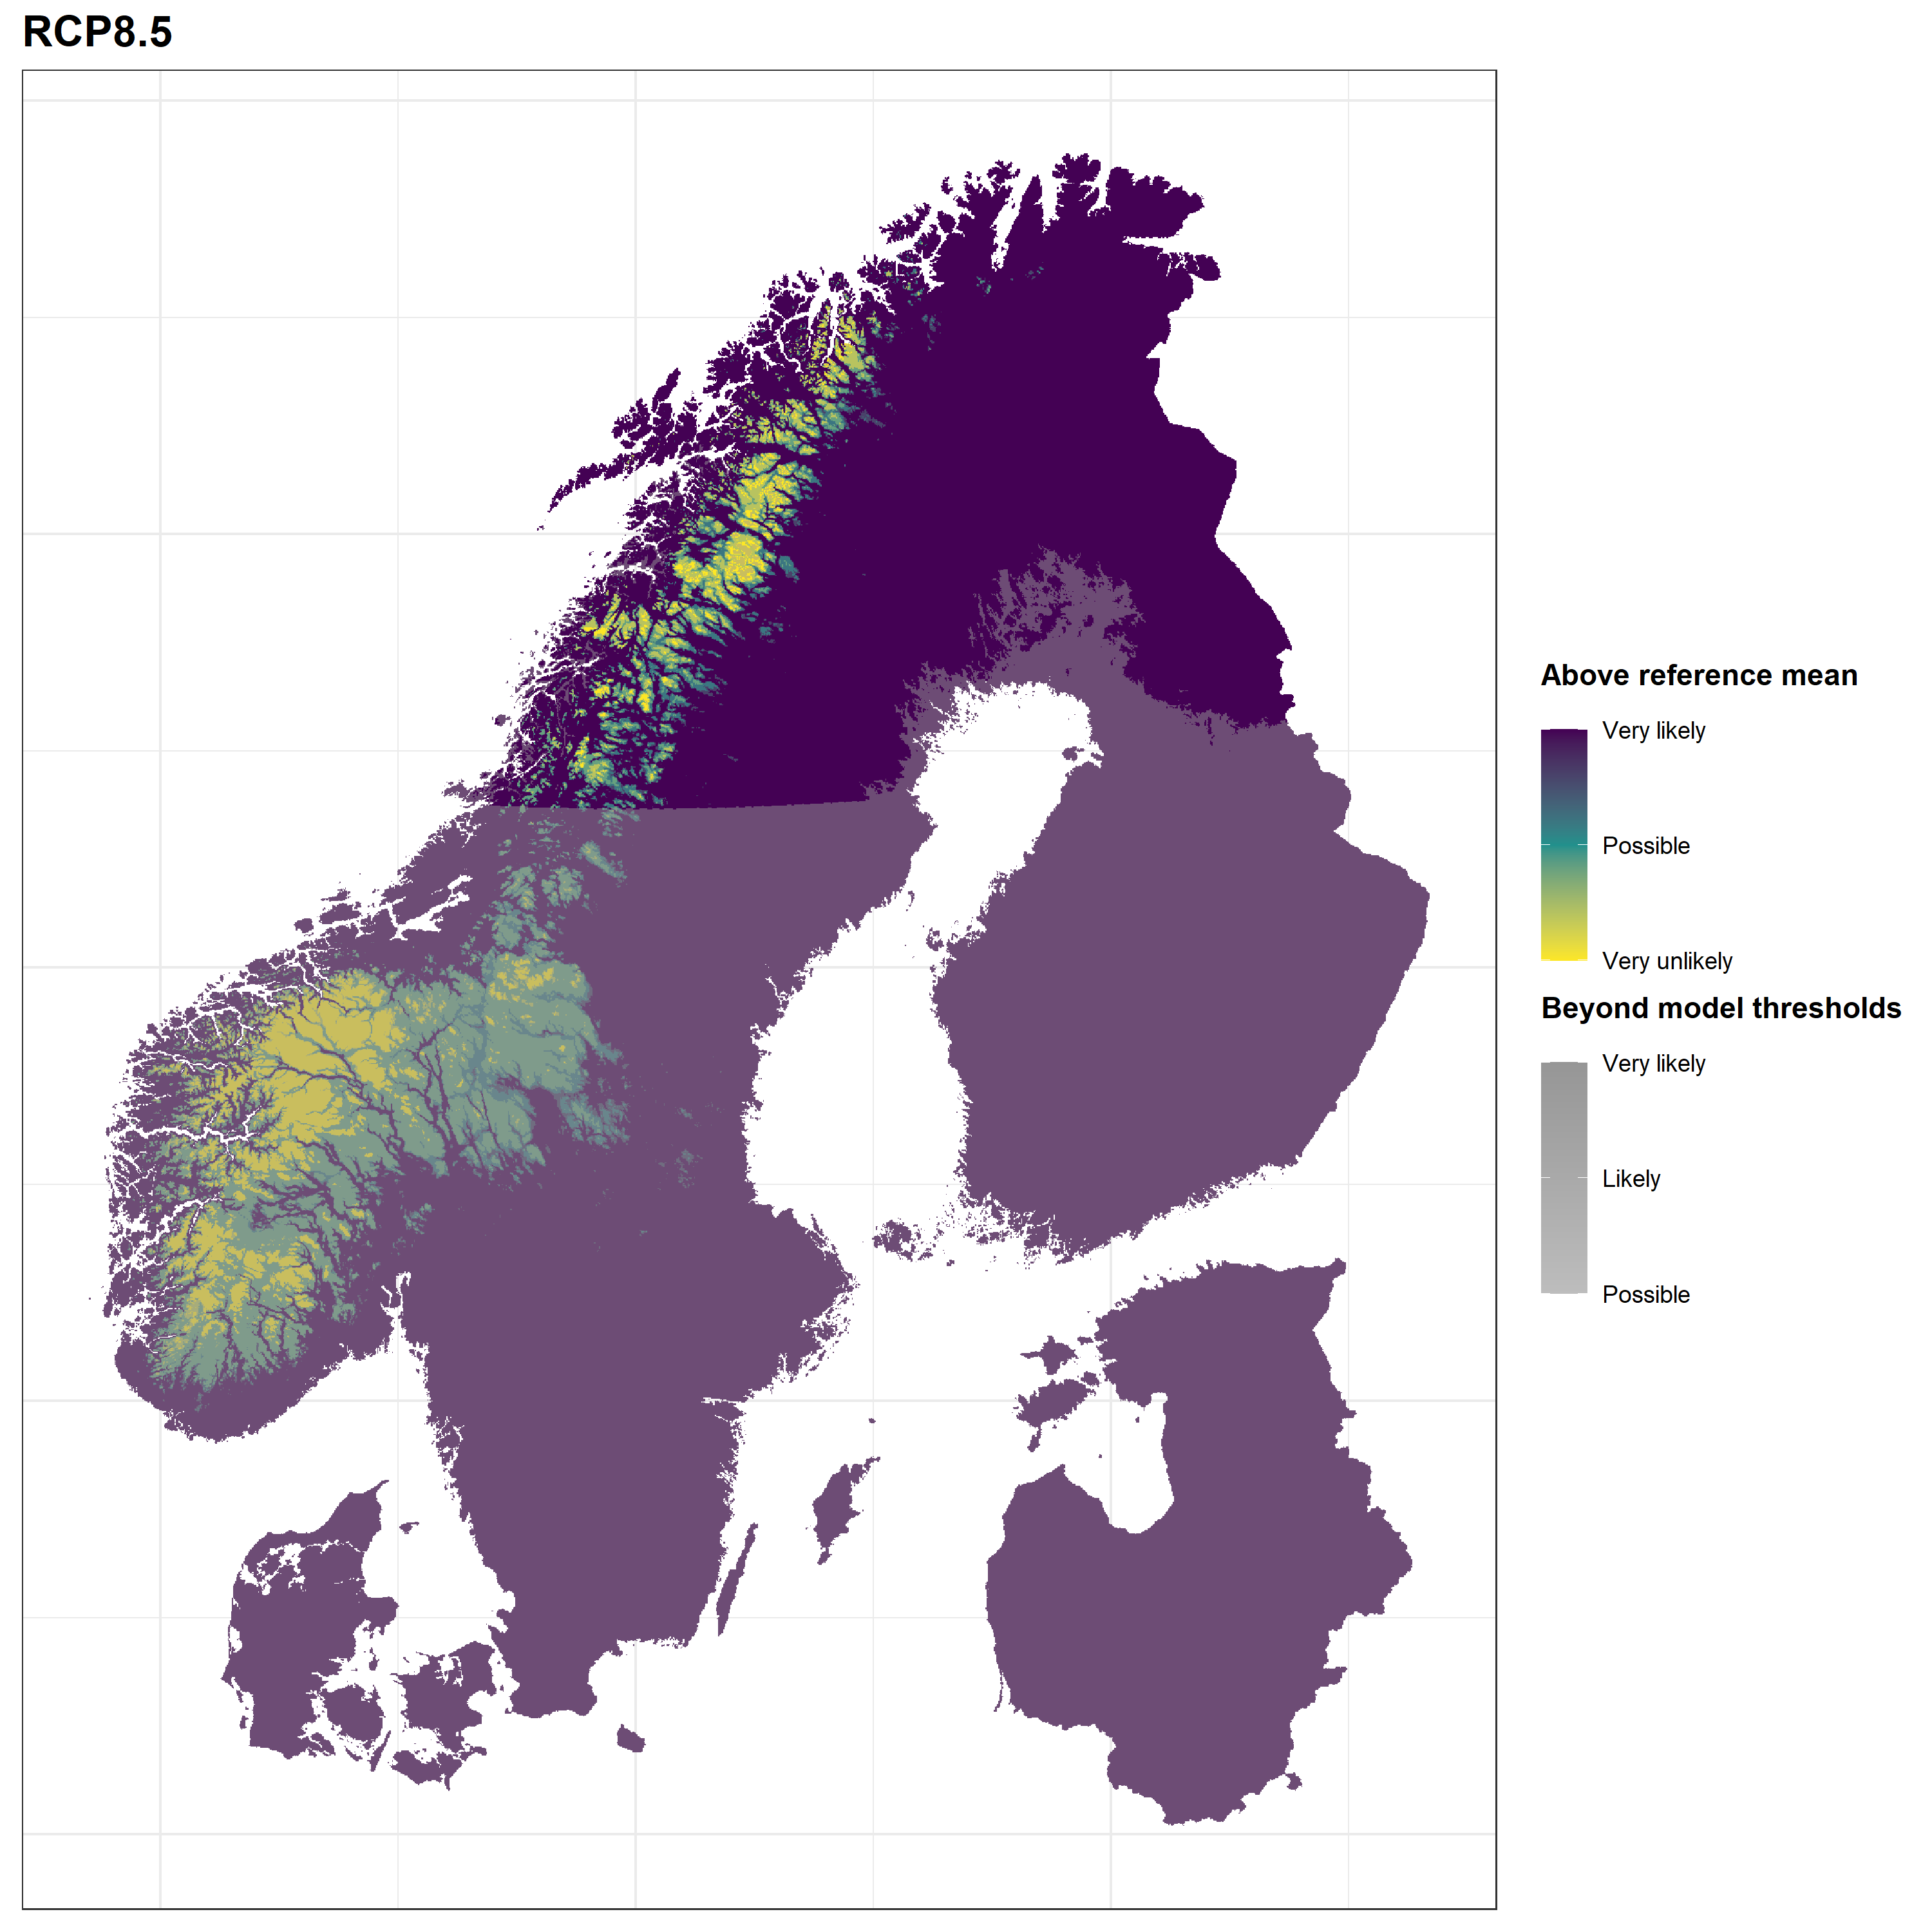 RCP8.5
Above reference mean
Very likely
Possible
Very unlikely
Beyond model thresholds
Very likely
Likely
Possible